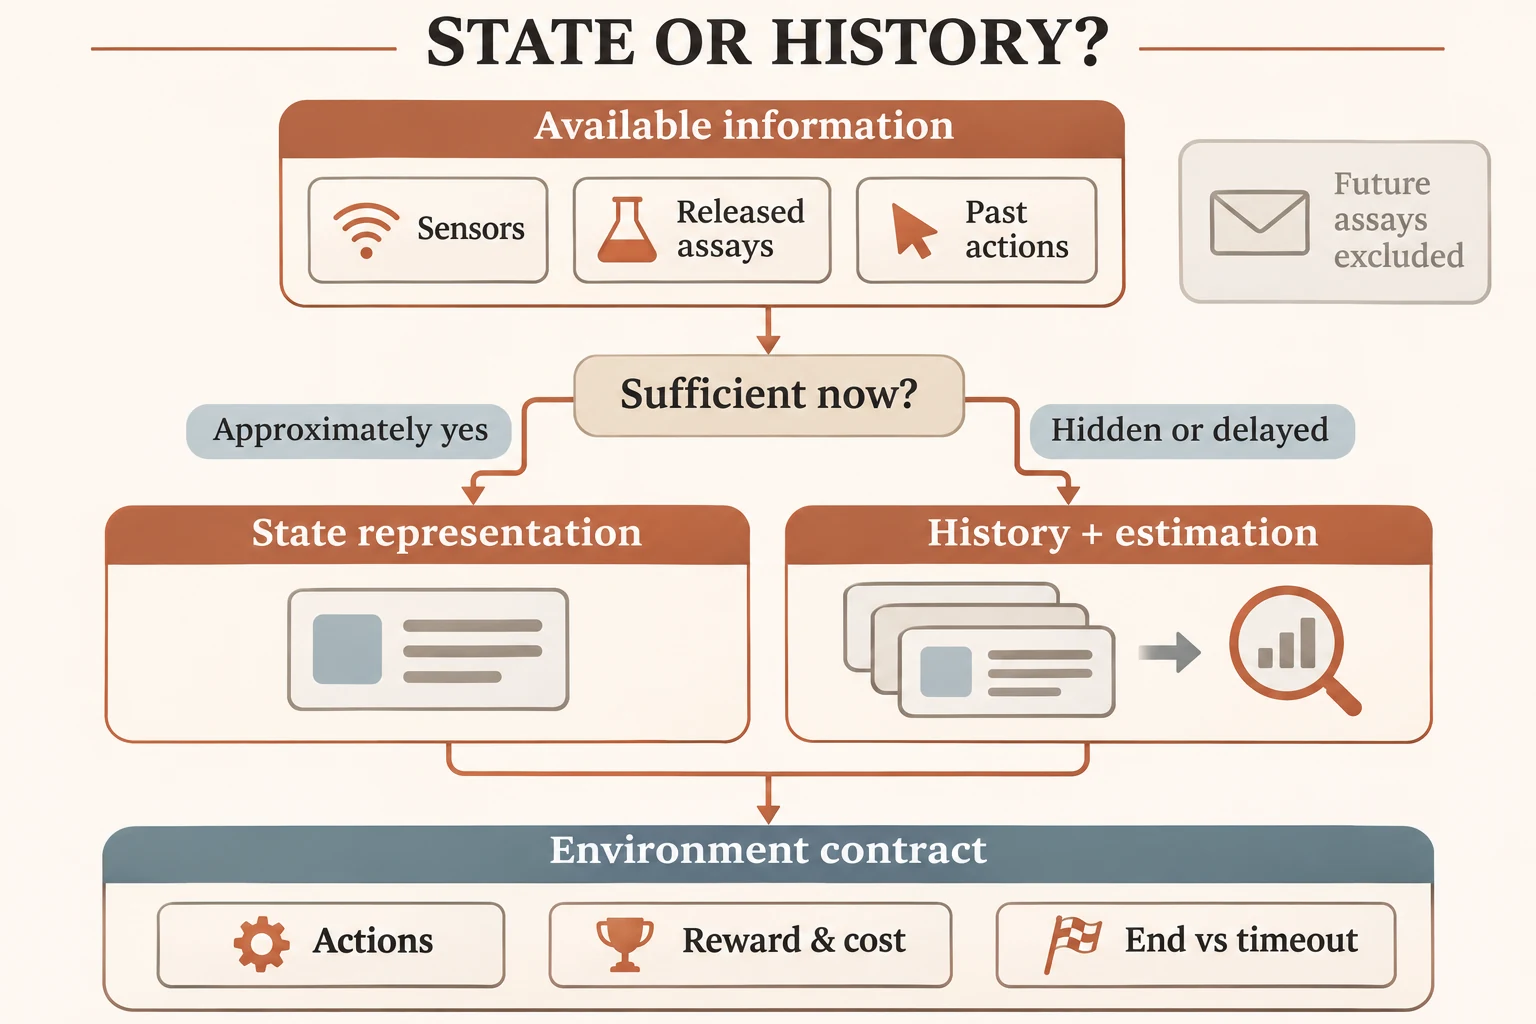 STATE OR HISTORY?
Available information
Sensors
Released
assays
Past
actions
Future
assays
excluded
Sufficient now?
Approximately yes
Hidden or delayed
State representation
History + estimation
Environment contract
Actions
Reward & cost
End vs timeout